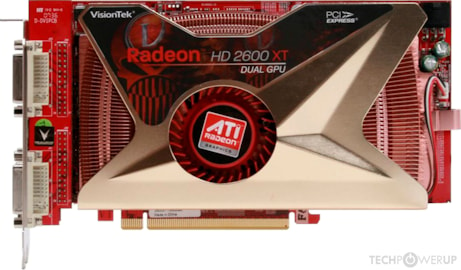 VisionTek
PCI
EXPRESS
Radeon HD 2600 XT
DUAL GPU
ATI
RADEON
GRAPHICS
TECHPOWERUP